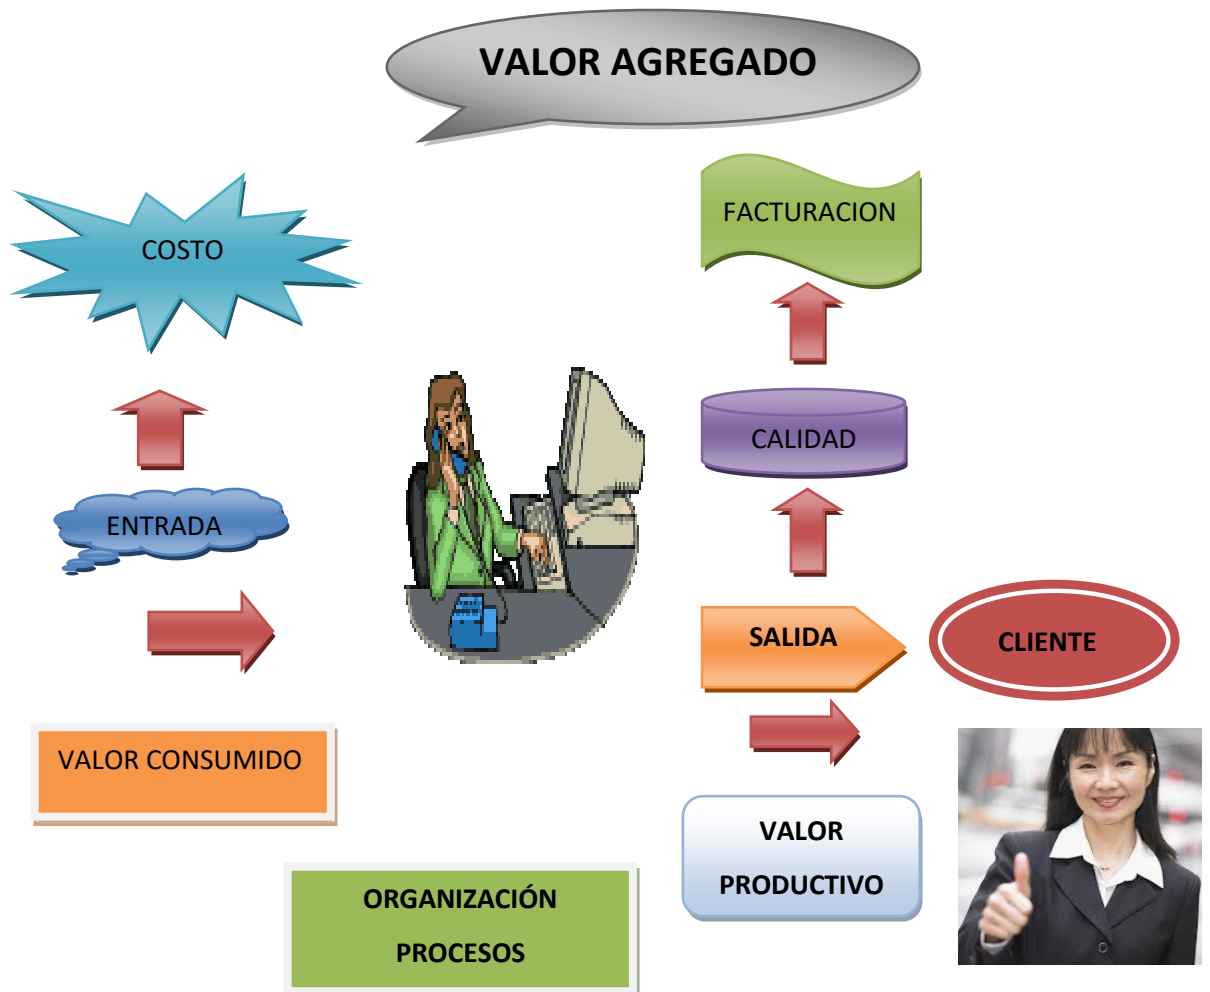 VALOR AGREGADO
COSTO
FACTURACION
CALIDAD
ENTRADA
SALIDA
CLIENTE
VALOR CONSUMIDO
VALOR
PRODUCTIVO
ORGANIZACIÓN
PROCESOS